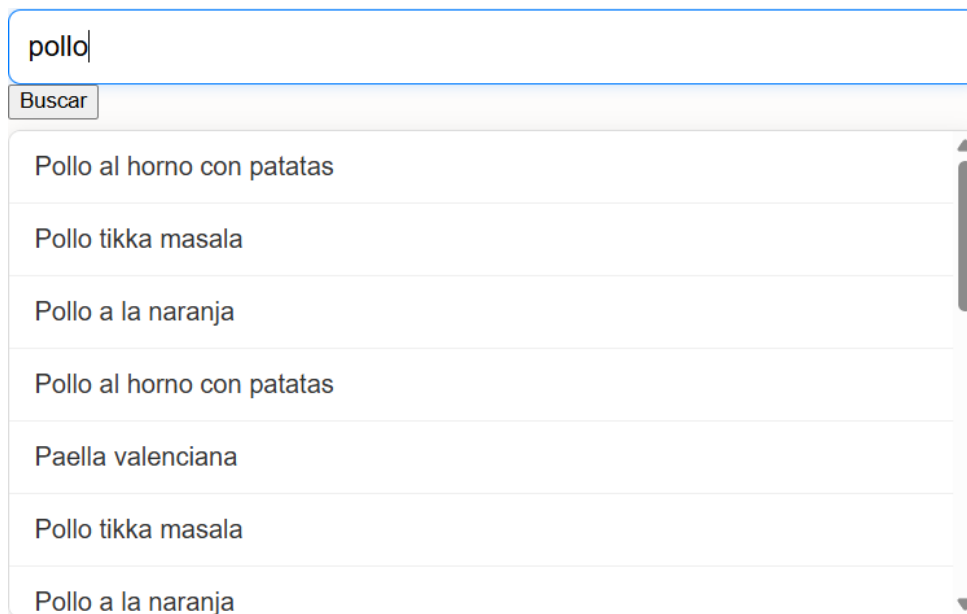 pollo
Buscar
Pollo al horno con patatas
Pollo tikka masala
Pollo a la naranja
Pollo al horno con patatas
Paella valenciana
Pollo tikka masala
Pollo a la naranja